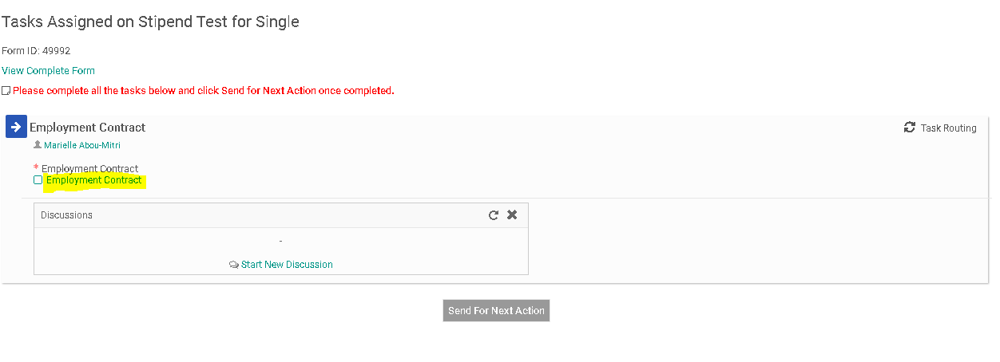 Tasks Assigned on Stipend Test for Single
Form ID: 49992
View Complete Form
Please complete all the tasks below and click Send for Next Action once completed.
Employment Contract
Task Routing
Marielle Abou-Mitri
* Employment Contract
Employment Contract
Discussions
-
Start New Discussion
Send For Next Action